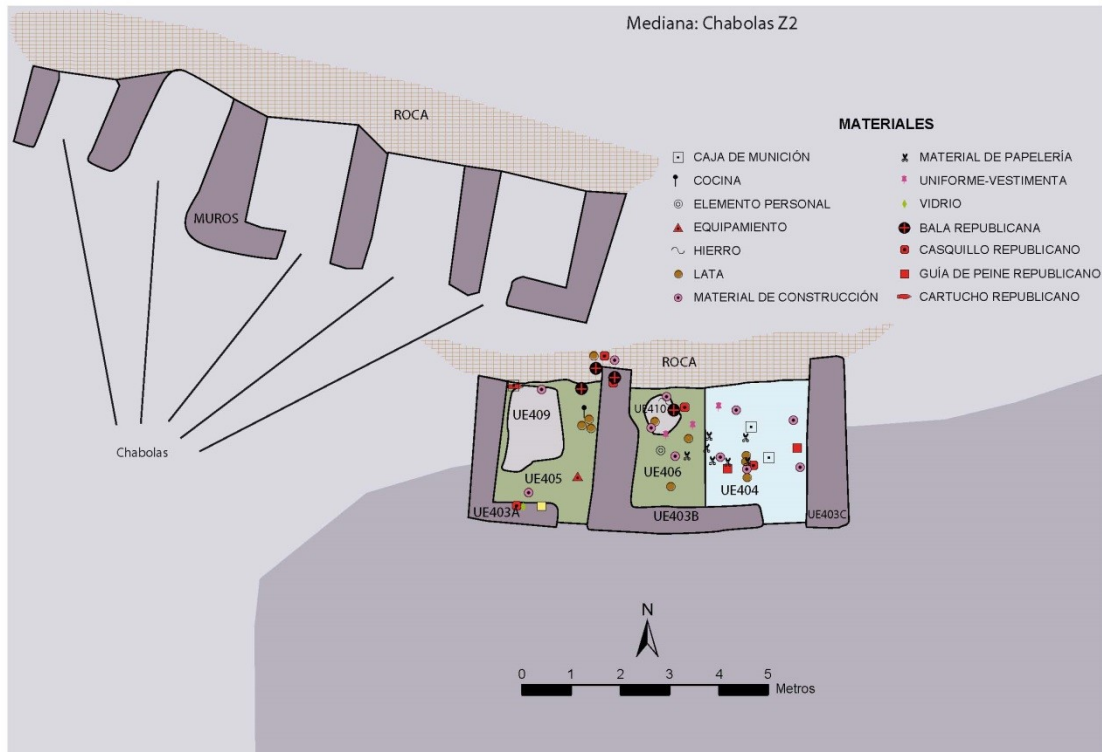 Mediana: Chabolas Z2
ROCA
MUROS
Chabolas
MATERIALES
CAJA DE MUNICIÓN
COCINA
ELEMENTO PERSONAL
EQUIPAMIENTO
HIERRO
LATA
MATERIAL DE CONSTRUCCIÓN
MATERIAL DE PAPELERÍA
UNIFORME-VESTIMENTA
VIDRIO
BALA REPUBLICANA
CASQUILLO REPUBLICANO
GUÍA DE PEINE REPUBLICANO
CARTUCHO REPUBLICANO
ROCA
UE409
UE410
UE405
UE406
UE404
UE403A
UE403B
UE403C
N
0 1 2 3 4 5
Metros